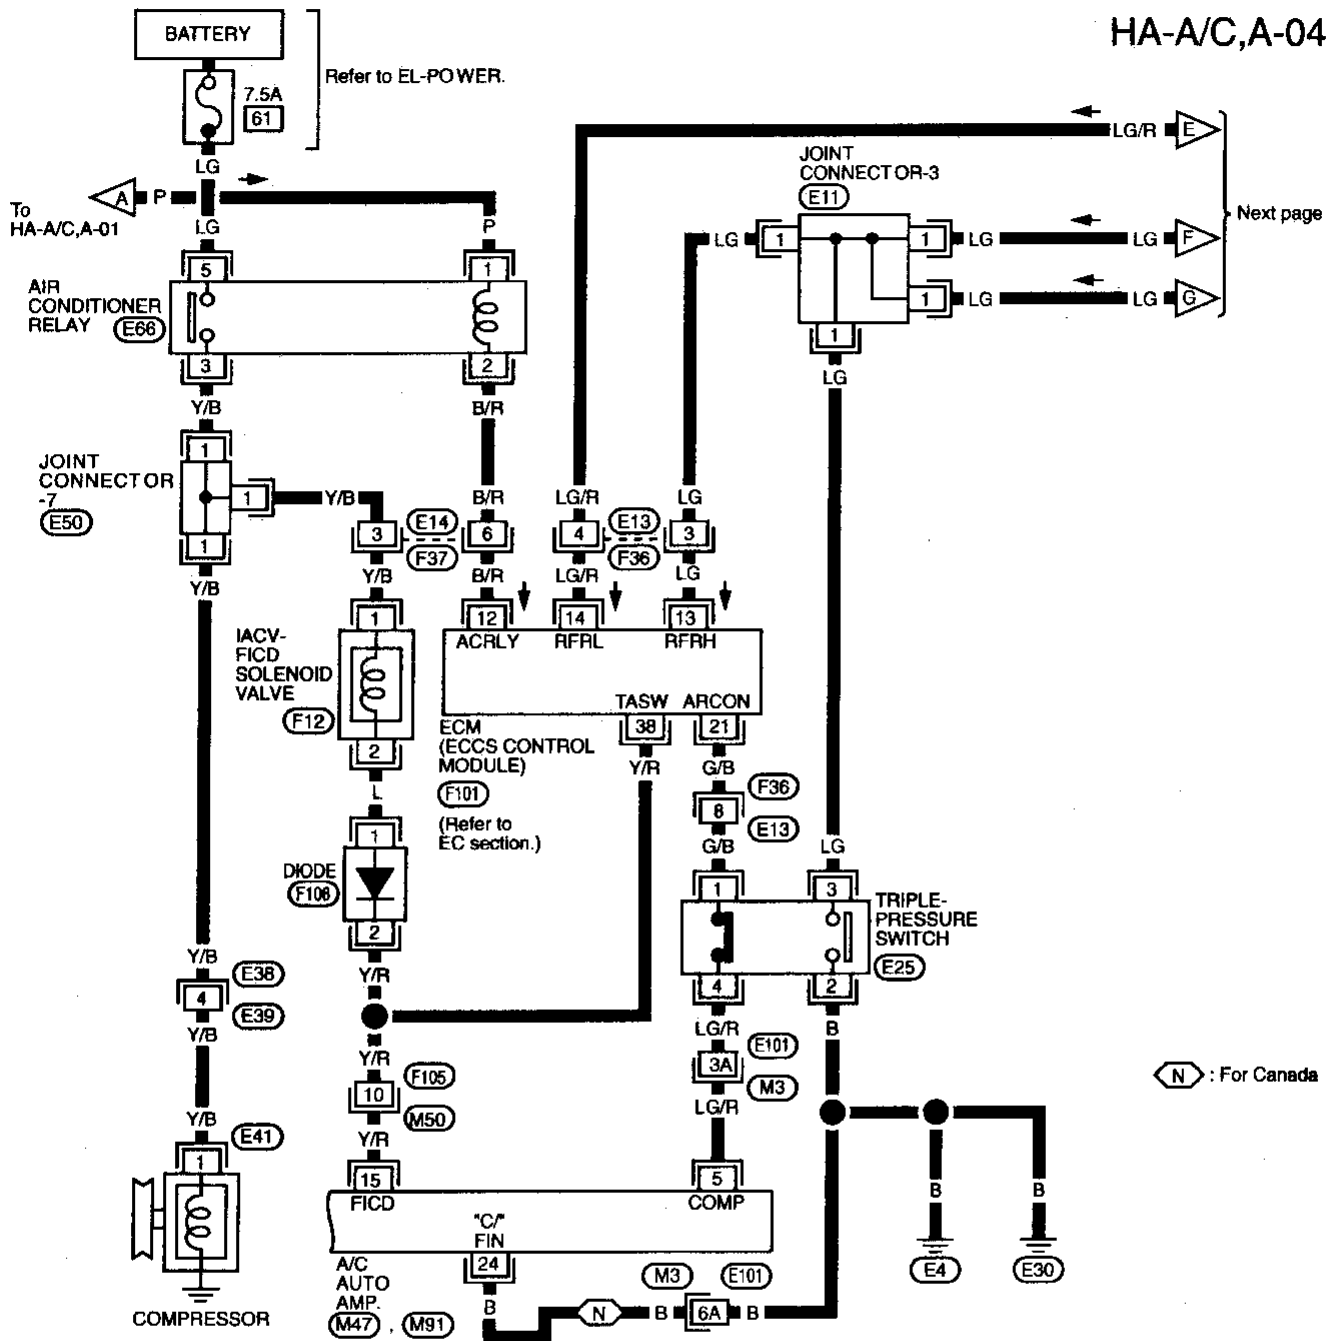 HA-A/C,A-04
BATTERY
Refer to EL-POWER.
7.5A
61
LG
A
P
To
HA-A/C,A-01
LG
P
LG/R
E
JOINT
CONNECTOR-3
E11
LG
1
1
LG
LG
F
Next page
1
LG
LG
G
1
LG
5
1
AIR
CONDITIONER
RELAY
E66
3
2
Y/B
B/R
JOINT
CONNECTOR
-7
E50
1
1
Y/B
1
Y/B
B/R
LG/R
LG
3
E14
F37
6
4
E13
F36
3
Y/B
B/R
LG/R
LG
1
12
14
13
ACRLY
RFRL
RFRH
IACV-
FICD
SOLENOID
VALVE
F12
2
TASW
ARCON
38
21
ECM
(ECCS CONTROL
MODULE)
F101
(Refer to
EC section.)
Y/R
G/B
L
8
F36
E13
G/B
LG
1
DIODE
F106
2
1
3
TRIPLE-
PRESSURE
SWITCH
E25
4
2
Y/B
E38
4
E39
Y/B
Y/R
LG/R
B
Y/R
3A
E101
M3
N
: For Canada
10
F105
M50
LG/R
Y/B
E41
1
Y/R
15
5
FICD
COMP
"C/"
FIN
24
B
B
B
E4
E30
A/C
AUTO
AMP.
M47
,
M91
N
B
M3
E101
6A
B
COMPRESSOR